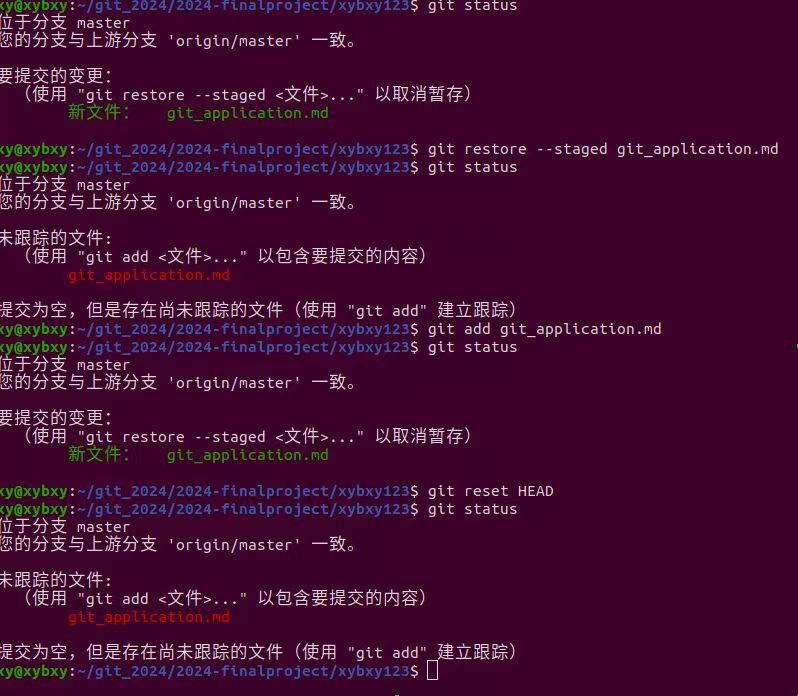 xy@xybxy:~/git_2024/2024-finalproject/xybxy123$ git status
位于分支 master
您的分支与上游分支 'origin/master' 一致。
要提交的变更：
（使用 "git restore --staged <文件>..." 以取消暂存）
新文件： git_application.md
xy@xybxy:~/git_2024/2024-finalproject/xybxy123$ git restore --staged git_application.md
xy@xybxy:~/git_2024/2024-finalproject/xybxy123$ git status
位于分支 master
您的分支与上游分支 'origin/master' 一致。
未跟踪的文件:
（使用 "git add <文件>..." 以包含要提交的内容）
git_application.md
提交为空，但是存在尚未跟踪的文件（使用 "git add" 建立跟踪）
xy@xybxy:~/git_2024/2024-finalproject/xybxy123$ git add git_application.md
xy@xybxy:~/git_2024/2024-finalproject/xybxy123$ git status
位于分支 master
您的分支与上游分支 'origin/master' 一致。
要提交的变更：
（使用 "git restore --staged <文件>..." 以取消暂存）
新文件： git_application.md
xy@xybxy:~/git_2024/2024-finalproject/xybxy123$ git reset HEAD
xy@xybxy:~/git_2024/2024-finalproject/xybxy123$ git status
位于分支 master
您的分支与上游分支 'origin/master' 一致。
未跟踪的文件:
（使用 "git add <文件>..." 以包含要提交的内容）
git_application.md
提交为空，但是存在尚未跟踪的文件（使用 "git add" 建立跟踪）
xy@xybxy:~/git_2024/2024-finalproject/xybxy123$